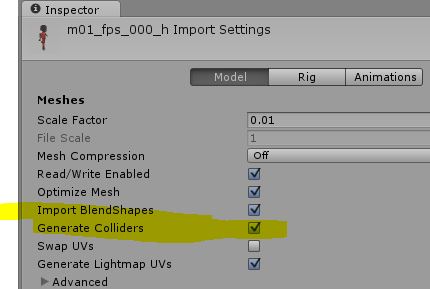 Inspector
m01_fps_000_h Import Settings
Model Rig Animations
Meshes
Scale Factor 0.01
File Scale 1
Mesh Compression Off
Read/Write Enabled
Optimize Mesh
Import BlendShapes
Generate Colliders
Swap UVs
Generate Lightmap UVs
Advanced